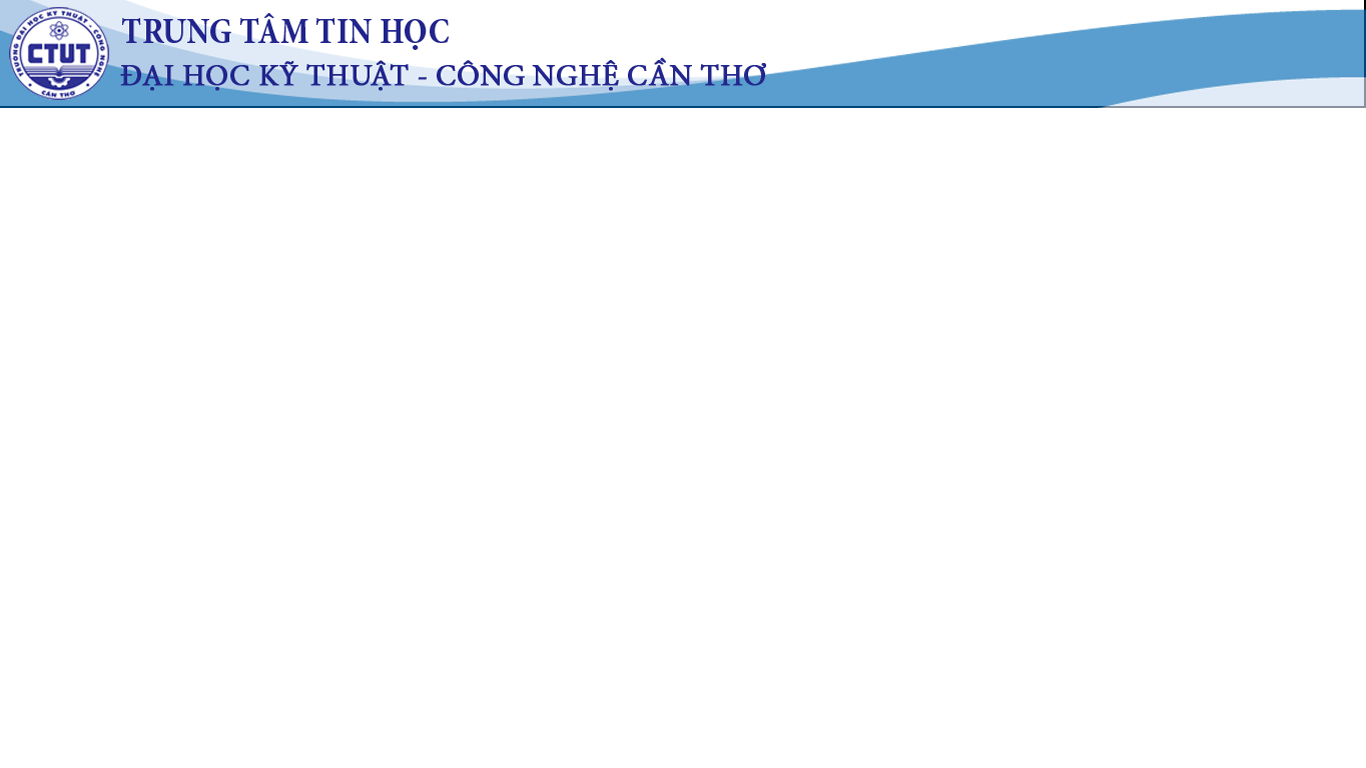 TRUNG TÂM TIN HỌC
ĐẠI HỌC KỸ THUẬT - CÔNG NGHỆ CẦN THƠ
TRƯỜNG ĐẠI HỌC KỸ THUẬT - CÔNG NGHỆ
CTUT
CẦN THƠ